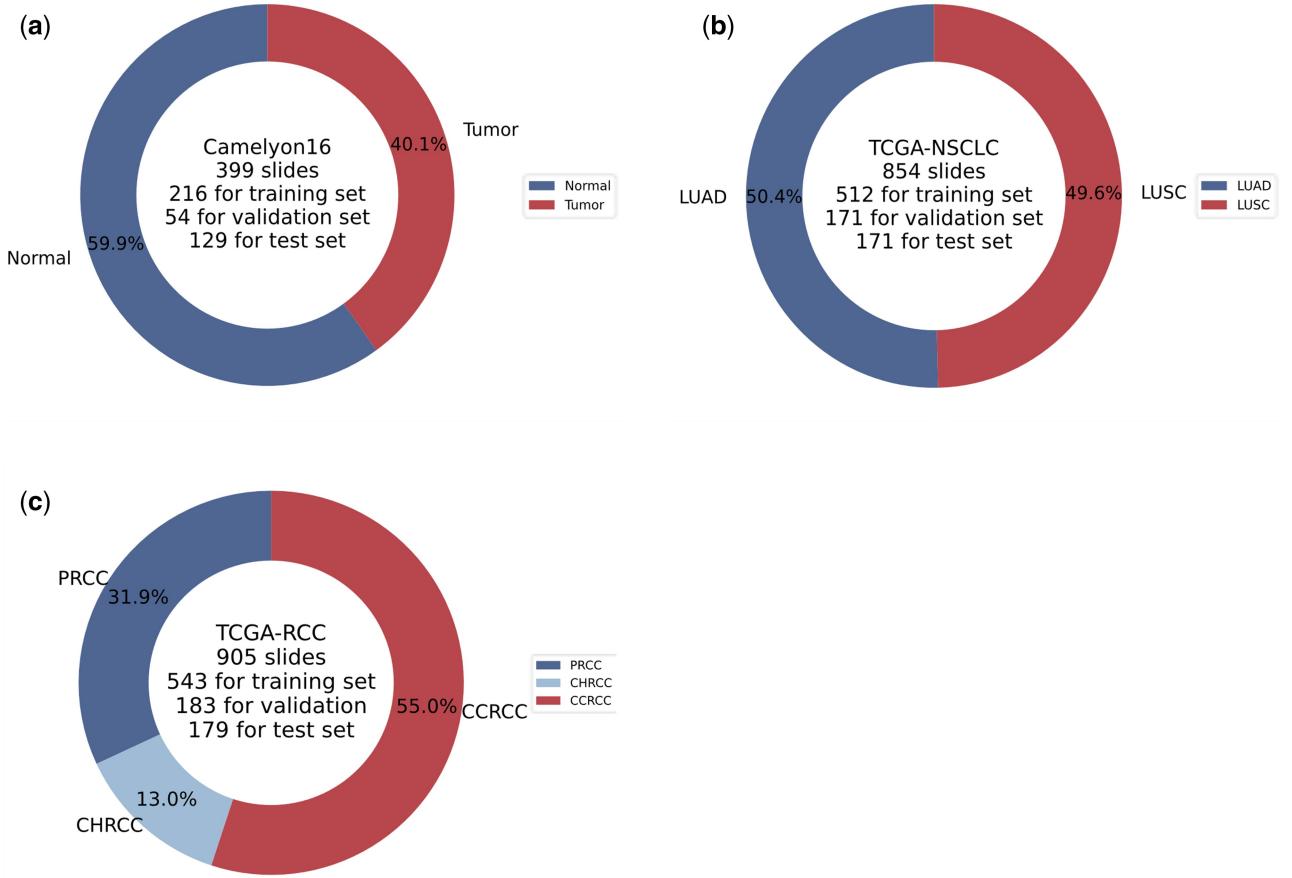 (a)
Camelyon16
399 slides
216 for training set
54 for validation set
129 for test set
40.1%
Tumor
59.9%
Normal
Normal
Tumor
(b)
TCGA-NSCLC
854 slides
512 for training set
171 for validation set
171 for test set
LUAD
50.4%
49.6%
LUSC
LUAD
LUSC
(c)
PRCC
31.9%
TCGA-RCC
905 slides
543 for training set
183 for validation
179 for test set
55.0%
CCRCC
13.0%
CHRCC
PRCC
CHRCC
CCRCC